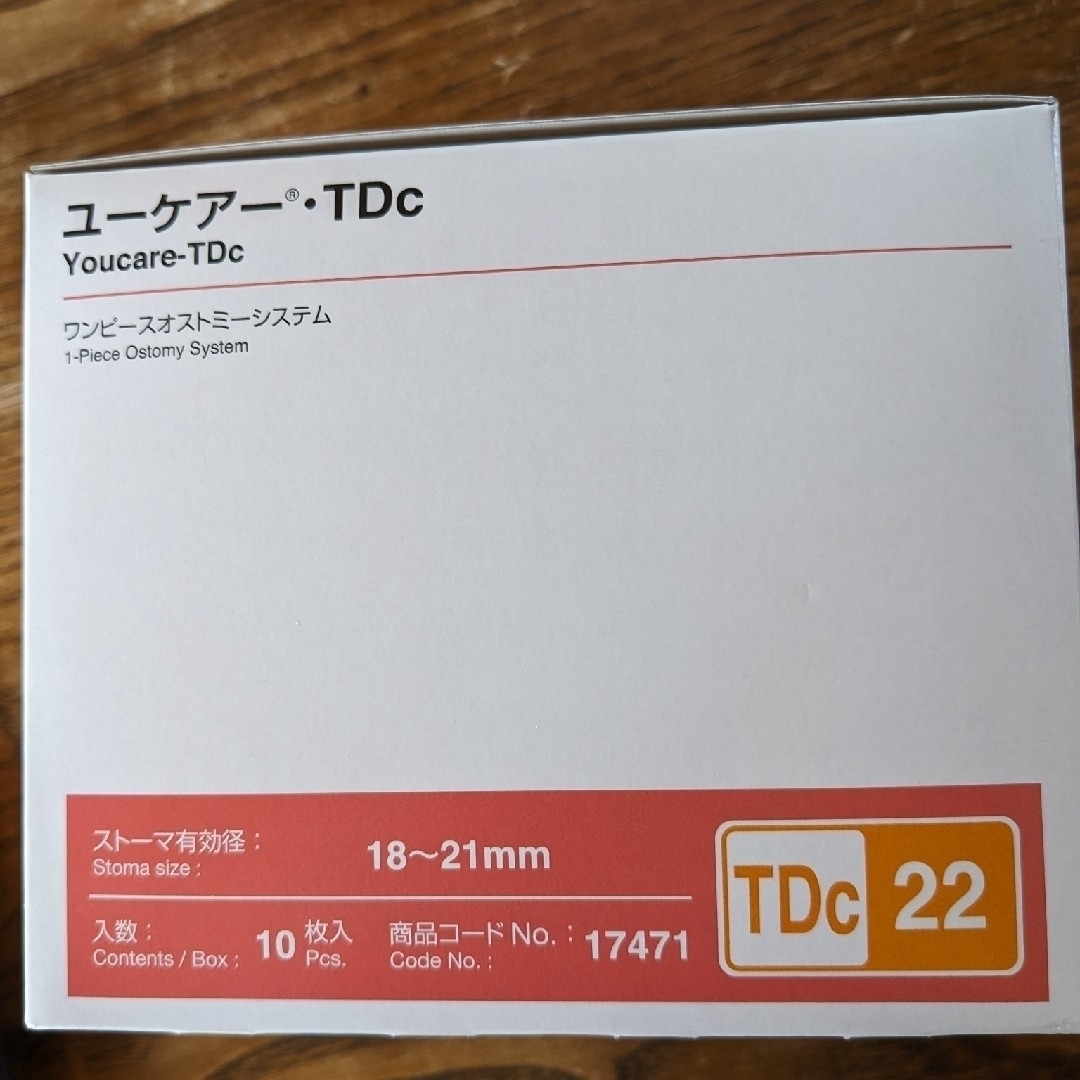 ユーケアー®・TDc
Youcare-TDc
ワンピースオストミーシステム
1-Piece Ostomy System
ストーマ有効径：
Stoma size :
18〜21mm
入数：
Contents / Box :
10 枚入
Pcs.
商品コードNo.：
Code No. :
17471
TDc 22